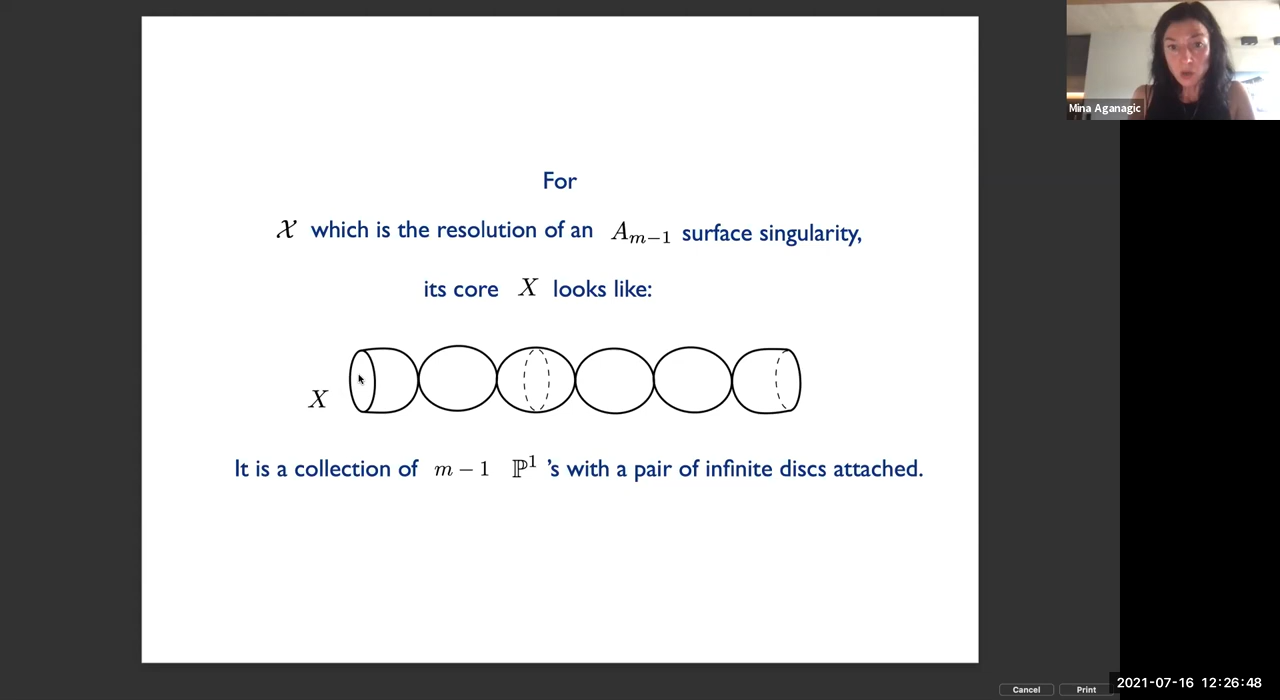 Mina Aganagic
For
𝒳 which is the resolution of an A_{m−1} surface singularity,
its core X looks like:
X
It is a collection of m − 1 ℙ¹ 's with a pair of infinite discs attached.
Cancel Print
2021-07-16 12:26:48